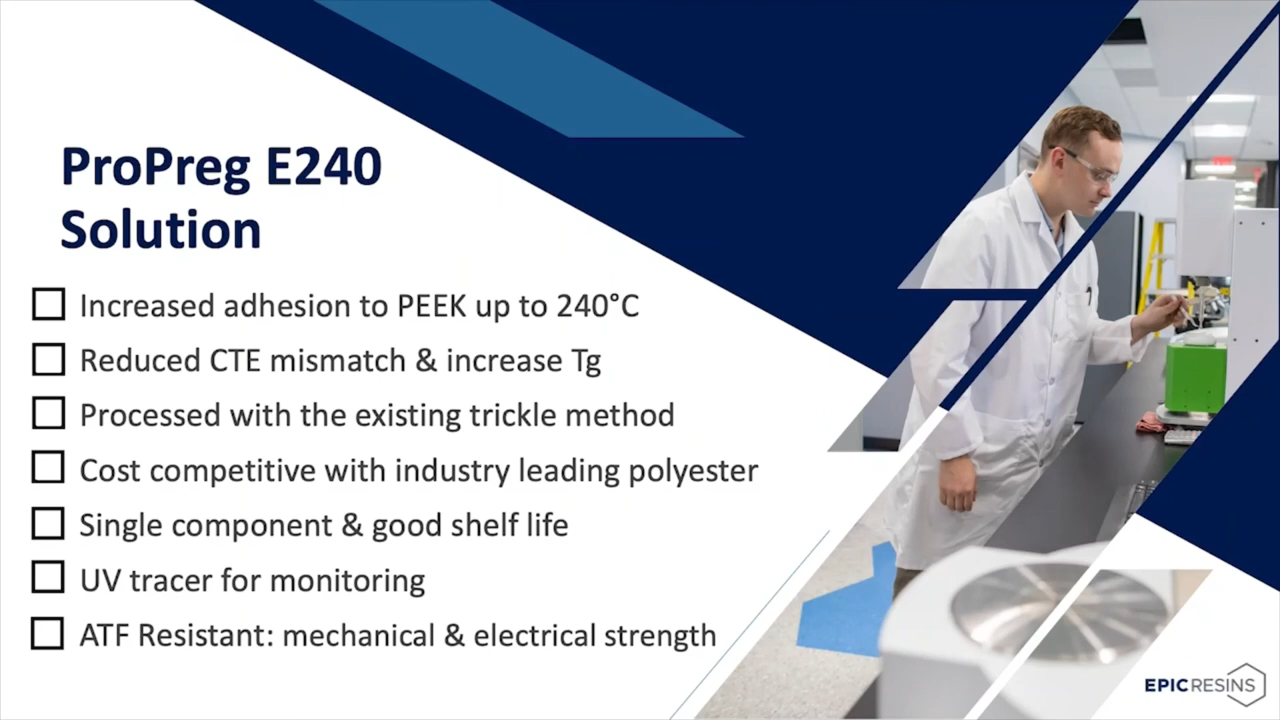 ProPreg E240
Solution
Increased adhesion to PEEK up to 240°C
Reduced CTE mismatch & increase Tg
Processed with the existing trickle method
Cost competitive with industry leading polyester
Single component & good shelf life
UV tracer for monitoring
ATF Resistant: mechanical & electrical strength
EPIC RESINS